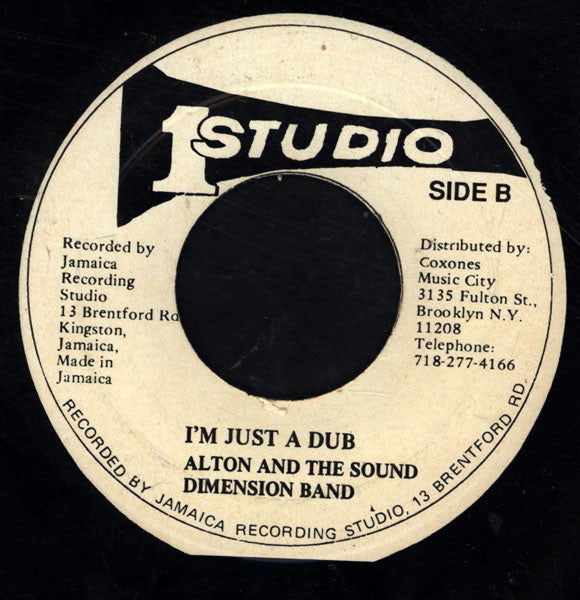 1 STUDIO
SIDE B
Recorded by
Jamaica
Recording
Studio
13 Brentford Rd
Kingston,
Jamaica,
Made in
Jamaica
Distributed by:
Coxones
Music City
3135 Fulton St.,
Brooklyn N.Y.
11208
Telephone:
718-277-4166
I'M JUST A DUB
ALTON AND THE SOUND
DIMENSION BAND
RECORDED BY JAMAICA RECORDING STUDIO, 13 BRENTFORD RD.